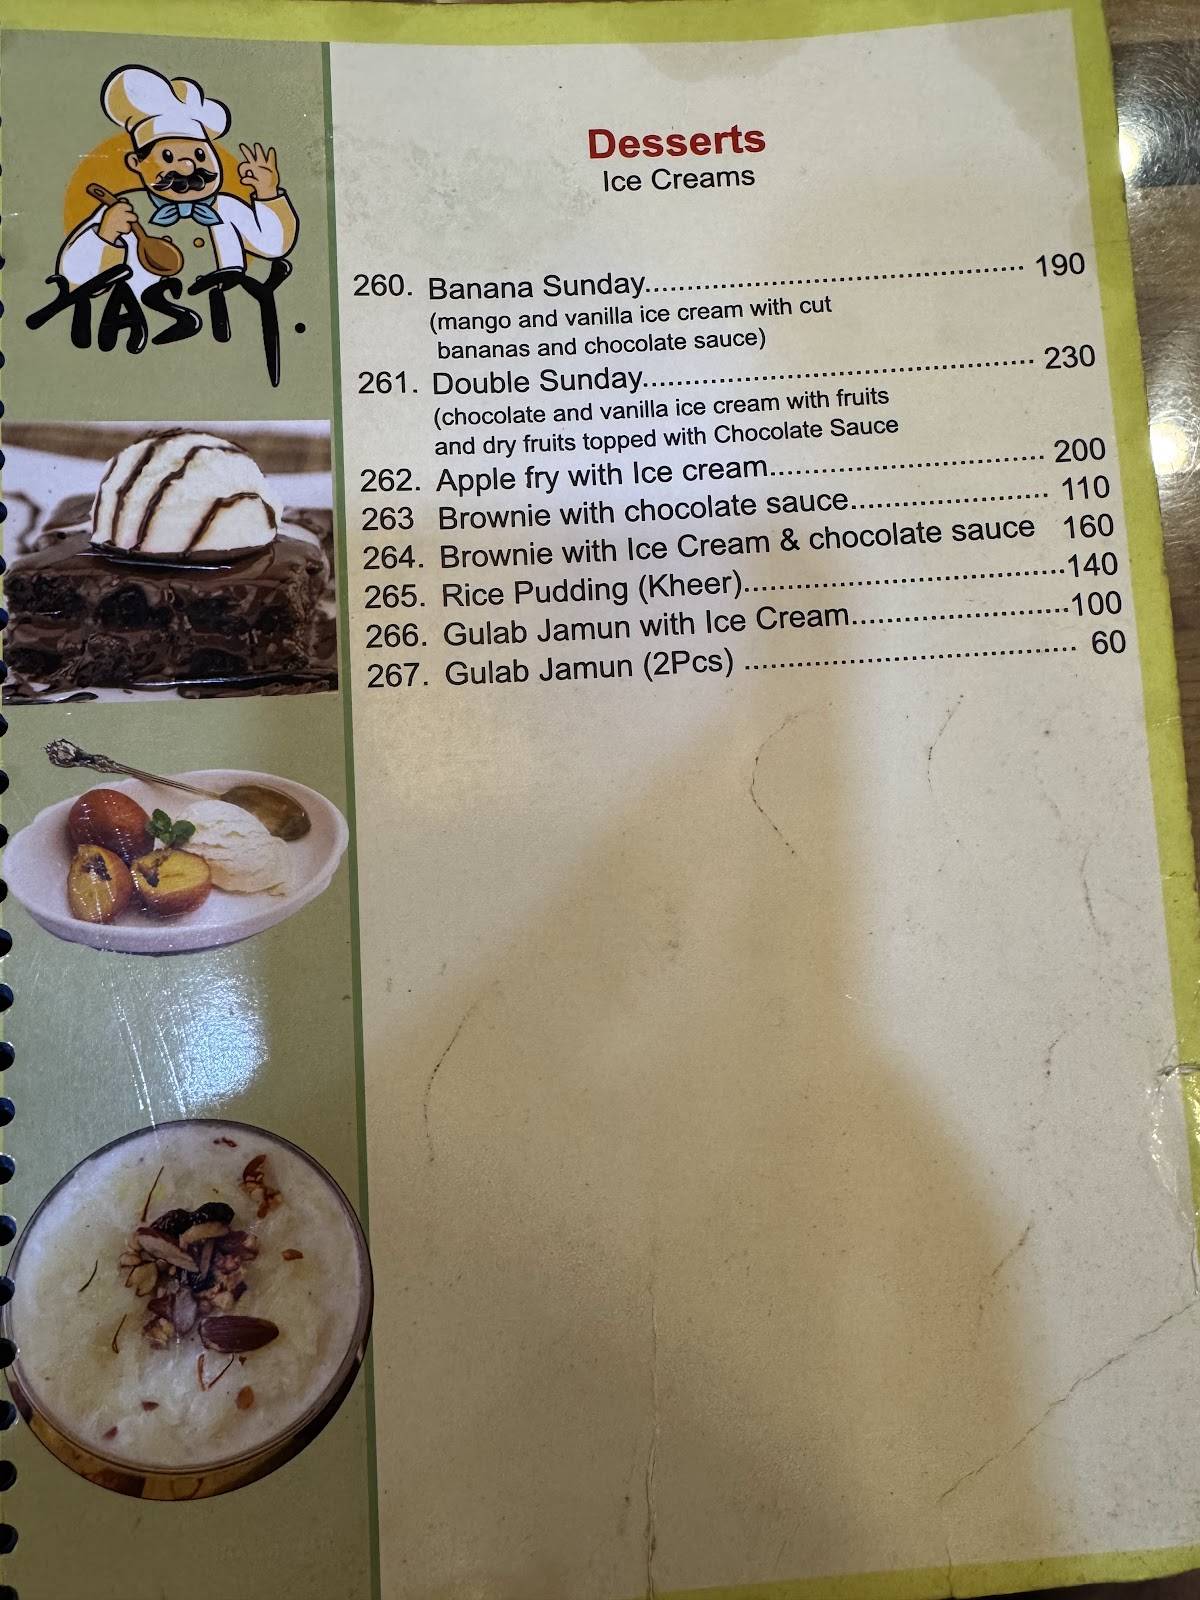 TASTY.
Desserts
Ice Creams
260. Banana Sunday........................................ 190
(mango and vanilla ice cream with cut
bananas and chocolate sauce)
261. Double Sunday........................................ 230
(chocolate and vanilla ice cream with fruits
and dry fruits topped with Chocolate Sauce
262. Apple fry with Ice cream............................ 200
263 Brownie with chocolate sauce.................... 110
264. Brownie with Ice Cream & chocolate sauce 160
265. Rice Pudding (Kheer)................................140
266. Gulab Jamun with Ice Cream......................100
267. Gulab Jamun (2Pcs) ................................. 60